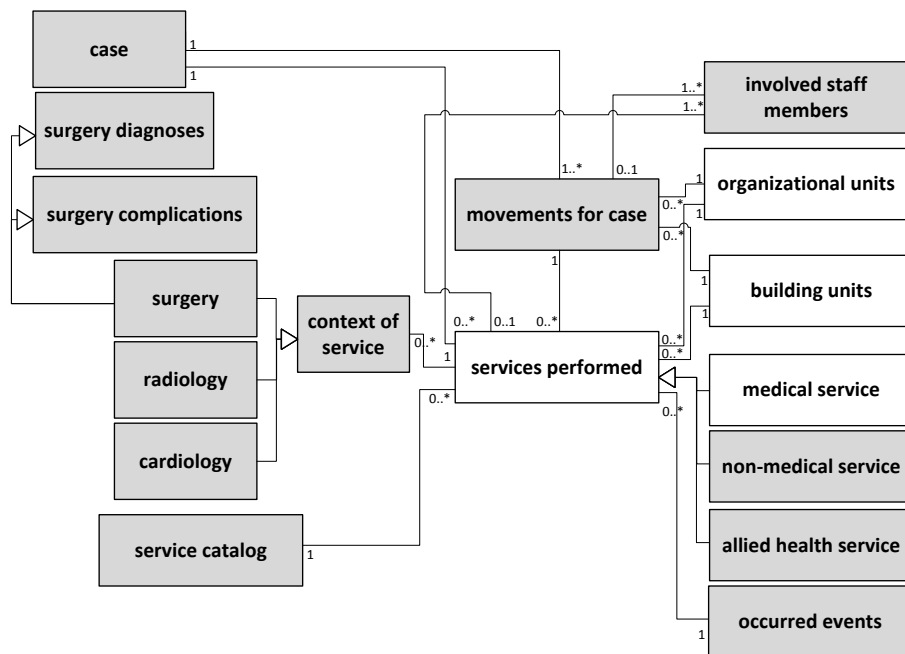 case
1
1
surgery diagnoses
surgery complications
surgery
radiology
cardiology
context of
service
0..*
1
service catalog
1
1..*
0..1
movements for case
1
0..*
0..*
0..*
0..1
0..*
services performed
0..*
0..*
0..*
0..*
1..*
1..*
involved staff
members
1
1
organizational units
1
1
building units
medical service
non-medical service
allied health service
1
occurred events